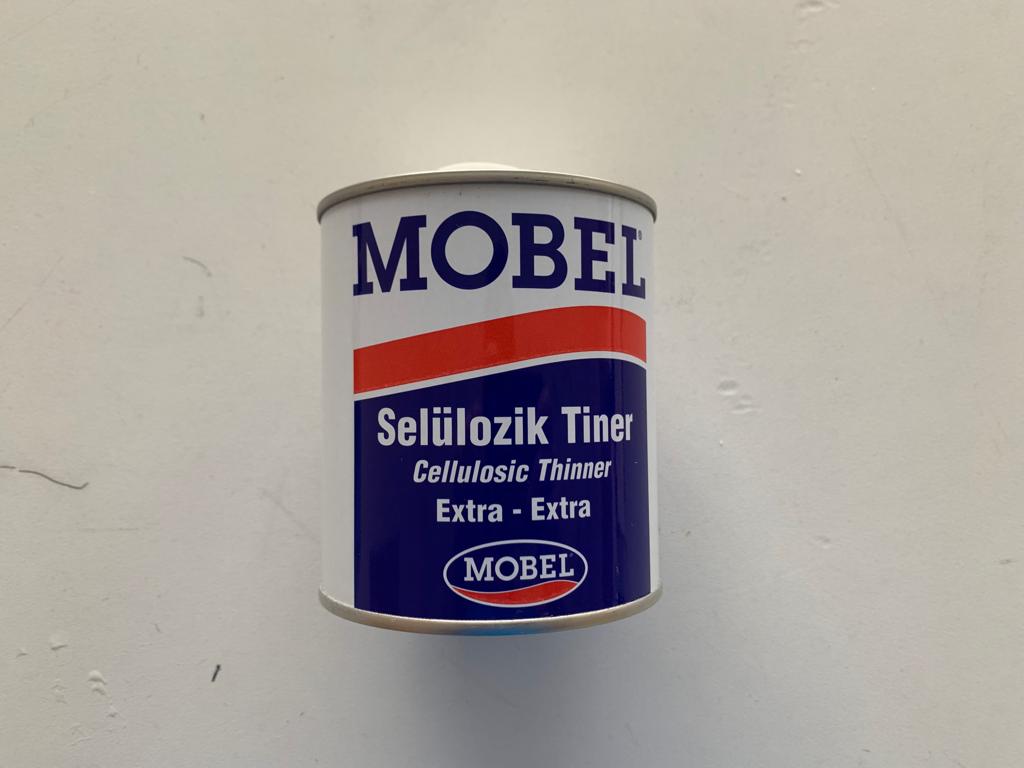 MOBEL
Selülozik Tiner
Cellulosic Thinner
Extra - Extra
MOBEL